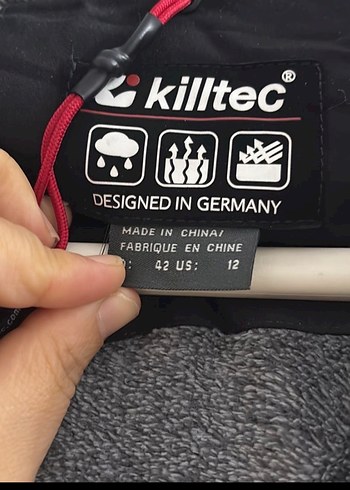 killtec®
DESIGNED IN GERMANY
MADE IN CHINA/
FABRIQUE EN CHINE
: 42 US: 12